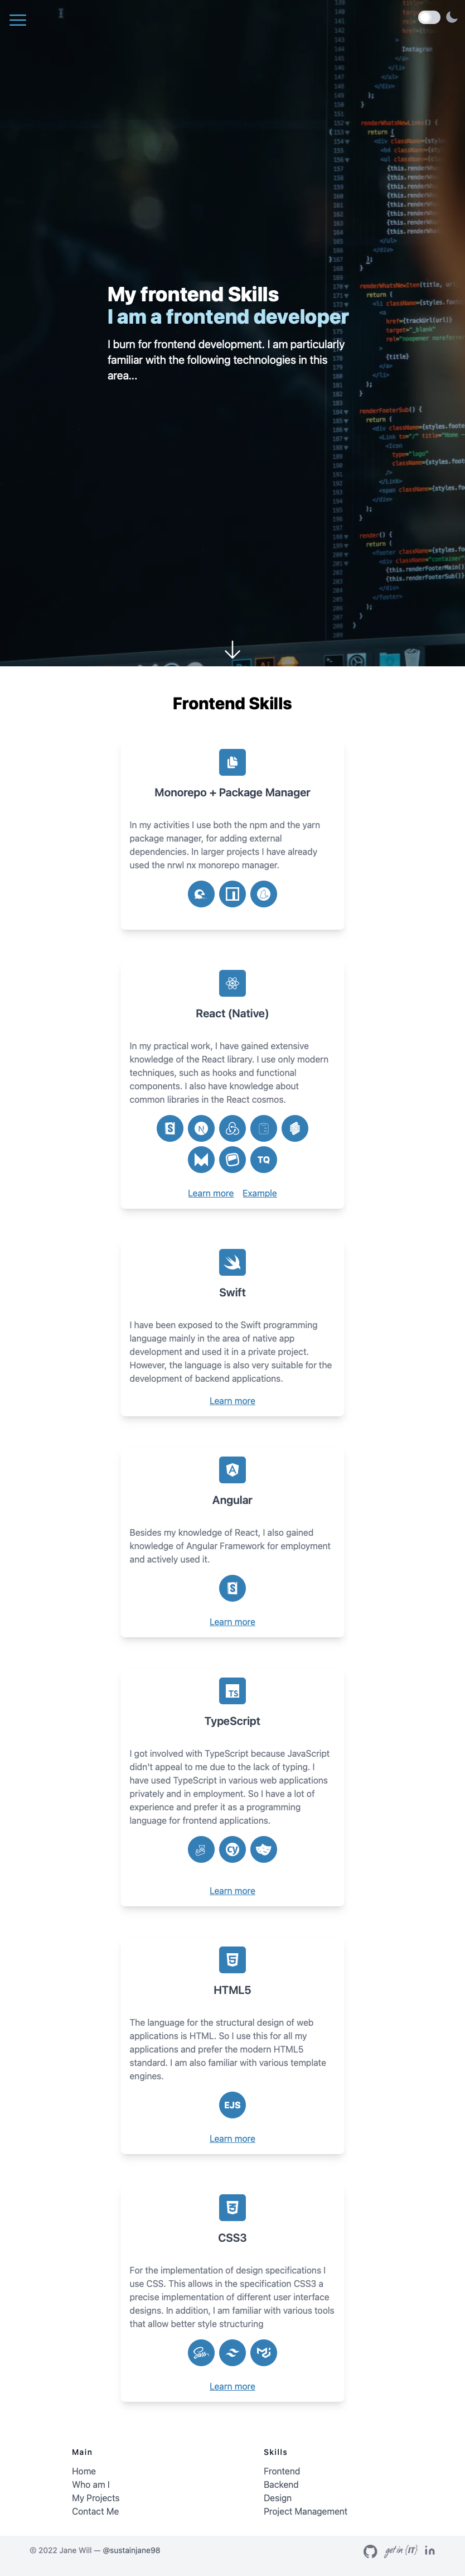 My frontend Skills
I am a frontend developer
I burn for frontend development. I am particularly
familiar with the following technologies in this
area...
Frontend Skills
Monorepo + Package Manager
In my activities I use both the npm and the yarn
package manager, for adding external
dependencies. In larger projects I have already
used the nrwl nx monorepo manager.
React (Native)
In my practical work, I have gained extensive
knowledge of the React library. I use only modern
techniques, such as hooks and functional
components. I also have knowledge about
common libraries in the React cosmos.
TQ
Learn more Example
Swift
I have been exposed to the Swift programming
language mainly in the area of native app
development and used it in a private project.
However, the language is also very suitable for the
development of backend applications.
Learn more
Angular
Besides my knowledge of React, I also gained
knowledge of Angular Framework for employment
and actively used it.
Learn more
TS
TypeScript
I got involved with TypeScript because JavaScript
didn't appeal to me due to the lack of typing. I
have used TypeScript in various web applications
privately and in employment. So I have a lot of
experience and prefer it as a programming
language for frontend applications.
Learn more
HTML5
The language for the structural design of web
applications is HTML. So I use this for all my
applications and prefer the modern HTML5
standard. I am also familiar with various template
engines.
EJS
Learn more
CSS3
For the implementation of design specifications I
use CSS. This allows in the specification CSS3 a
precise implementation of different user interface
designs. In addition, I am familiar with various tools
that allow better style structuring
Learn more
Main
Home
Who am I
My Projects
Contact Me
Skills
Frontend
Backend
Design
Project Management
© 2022 Jane Will — @sustainjane98
get in (IT)
in